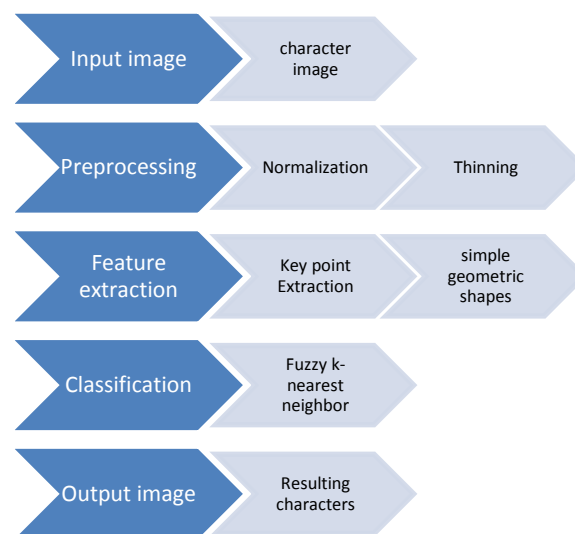 Input image
character
image
Preprocessing
Normalization
Thinning
Feature
extraction
Key point
Extraction
simple
geometric
shapes
Classification
Fuzzy k-
nearest
neighbor
Output image
Resulting
characters